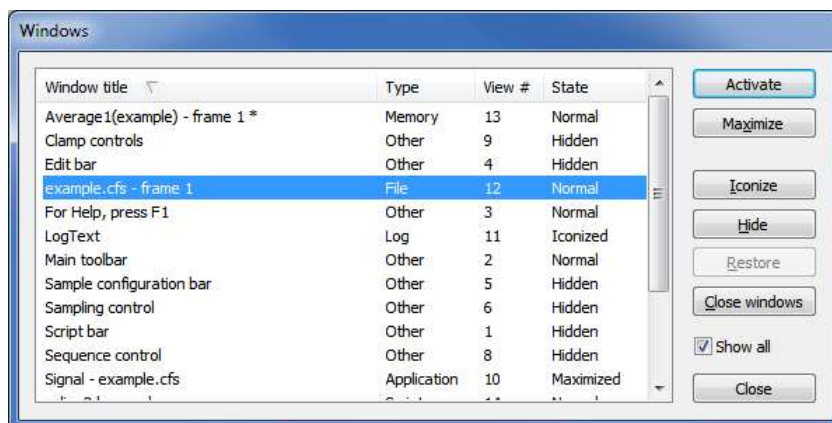 Windows
Window title Type View # State
Average1(example) - frame 1 * Memory 13 Normal
Clamp controls Other 9 Hidden
Edit bar Other 4 Hidden
example.cfs - frame 1 File 12 Normal
For Help, press F1 Other 3 Normal
LogText Log 11 Iconized
Main toolbar Other 2 Normal
Sample configuration bar Other 5 Hidden
Sampling control Other 6 Hidden
Script bar Other 1 Hidden
Sequence control Other 8 Hidden
Signal - example.cfs Application 10 Maximized
Activate
Maximize
Iconize
Hide
Restore
Close windows
Show all
Close